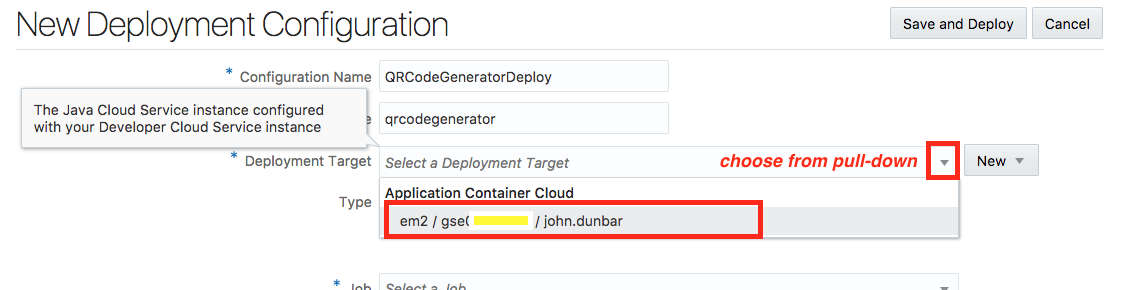 New Deployment Configuration
Save and Deploy
Cancel
* Configuration Name
QRCodeGeneratorDeploy
The Java Cloud Service instance configured
with your Developer Cloud Service instance
qrcodegenerator
* Deployment Target
Select a Deployment Target
choose from pull-down
New
Application Container Cloud
Type
em2 / gse / john.dunbar
* Job
Select a Job